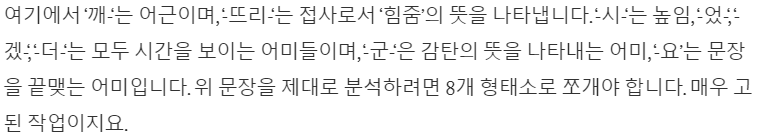 여기에서 ‘깨-‘는 어근이며,‘-뜨리-‘는 접사로서 ‘힘줌’의 뜻을 나타냅니다.‘-시-‘는 높임,‘-었-‘,‘-
겠-‘,‘-더-‘는 모두 시간을 보이는 어미들이며,‘-군-‘은 감탄의 뜻을 나타내는 어미,‘-요’는 문장
을 끝맺는 어미입니다. 위 문장을 제대로 분석하려면 8개 형태소로 쪼개야 합니다. 매우 고
된 작업이지요.